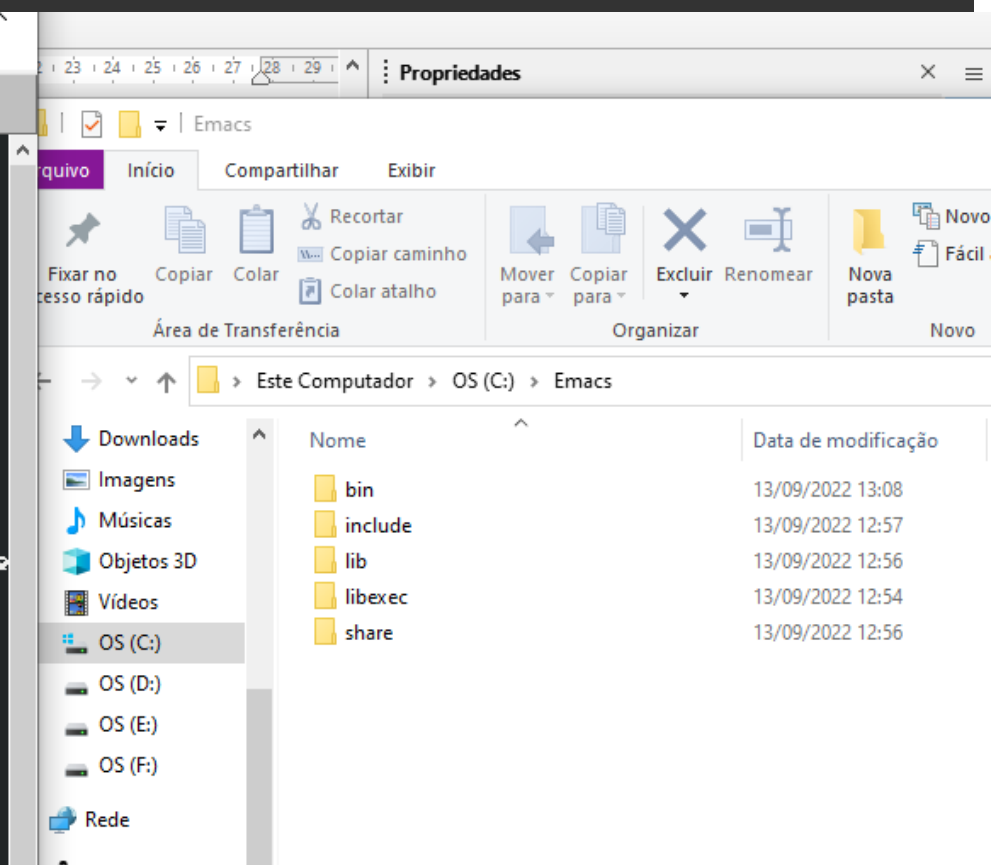 23 24 25 26 27 28 29
Propriedades
Emacs
rquivo Início Compartilhar Exibir
Recortar
Copiar caminho
Colar atalho
Fixar no
cesso rápido
Copiar
Colar
Área de Transferência
Mover
para
Copiar
para
Excluir
Renomear
Organizar
Nova
pasta
Novo
Fácil
Novo
Este Computador > OS (C:) > Emacs
Downloads
Imagens
Músicas
Objetos 3D
Vídeos
OS (C:)
OS (D:)
OS (E:)
OS (F:)
Rede
Nome Data de modificação
bin 13/09/2022 13:08
include 13/09/2022 12:57
lib 13/09/2022 12:56
libexec 13/09/2022 12:54
share 13/09/2022 12:56